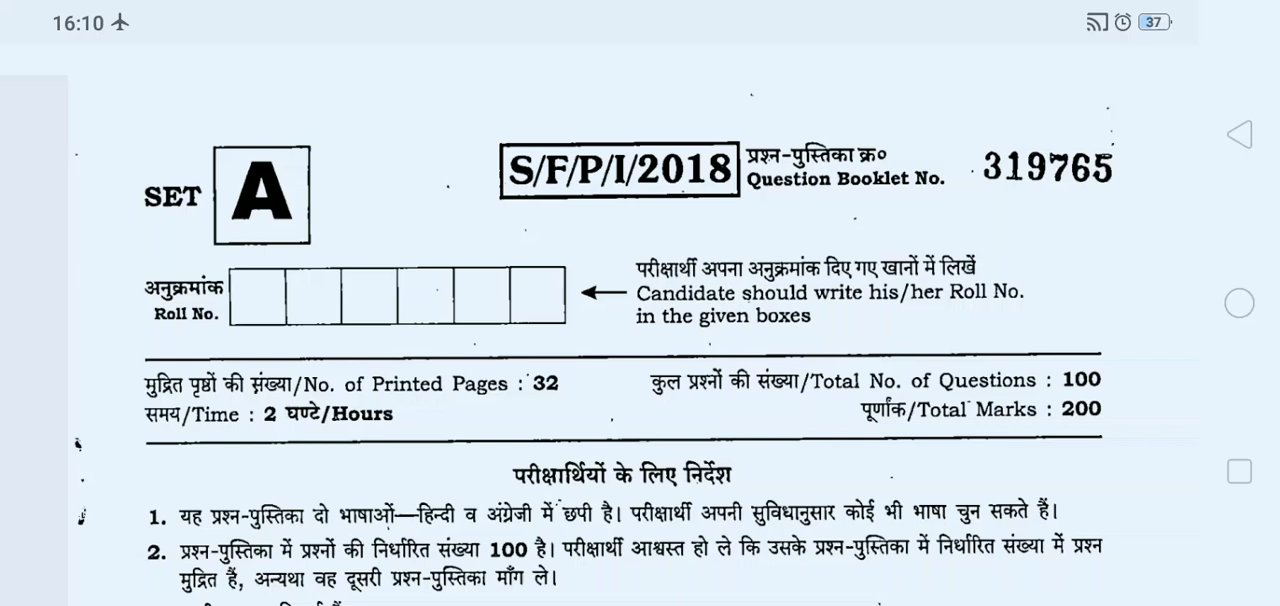 16:10
37
SET A
S/F/P/I/2018
प्रश्न-पुस्तिका क्र०
Question Booklet No. 319765
अनुक्रमांक
Roll No.
परीक्षार्थी अपना अनुक्रमांक दिए गए खानों में लिखें
Candidate should write his/her Roll No.
in the given boxes
मुद्रित पृष्ठों की संख्या/No. of Printed Pages : 32
कुल प्रश्नों की संख्या/Total No. of Questions : 100
समय/Time : 2 घण्टे/Hours
पूर्णांक/Total Marks : 200
परीक्षार्थियों के लिए निर्देश
1. यह प्रश्न-पुस्तिका दो भाषाओं—हिन्दी व अंग्रेजी में छपी है। परीक्षार्थी अपनी सुविधानुसार कोई भी भाषा चुन सकते हैं।
2. प्रश्न-पुस्तिका में प्रश्नों की निर्धारित संख्या 100 है। परीक्षार्थी आश्वस्त हो ले कि उसके प्रश्न-पुस्तिका में निर्धारित संख्या में प्रश्न
मुद्रित हैं, अन्यथा वह दूसरी प्रश्न-पुस्तिका माँग ले।